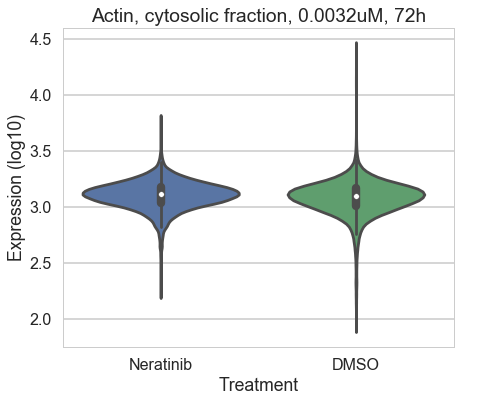 Actin, cytosolic fraction, 0.0032uM, 72h
4.5
4.0
3.5
3.0
2.5
2.0
Expression (log10)
Neratinib DMSO
Treatment